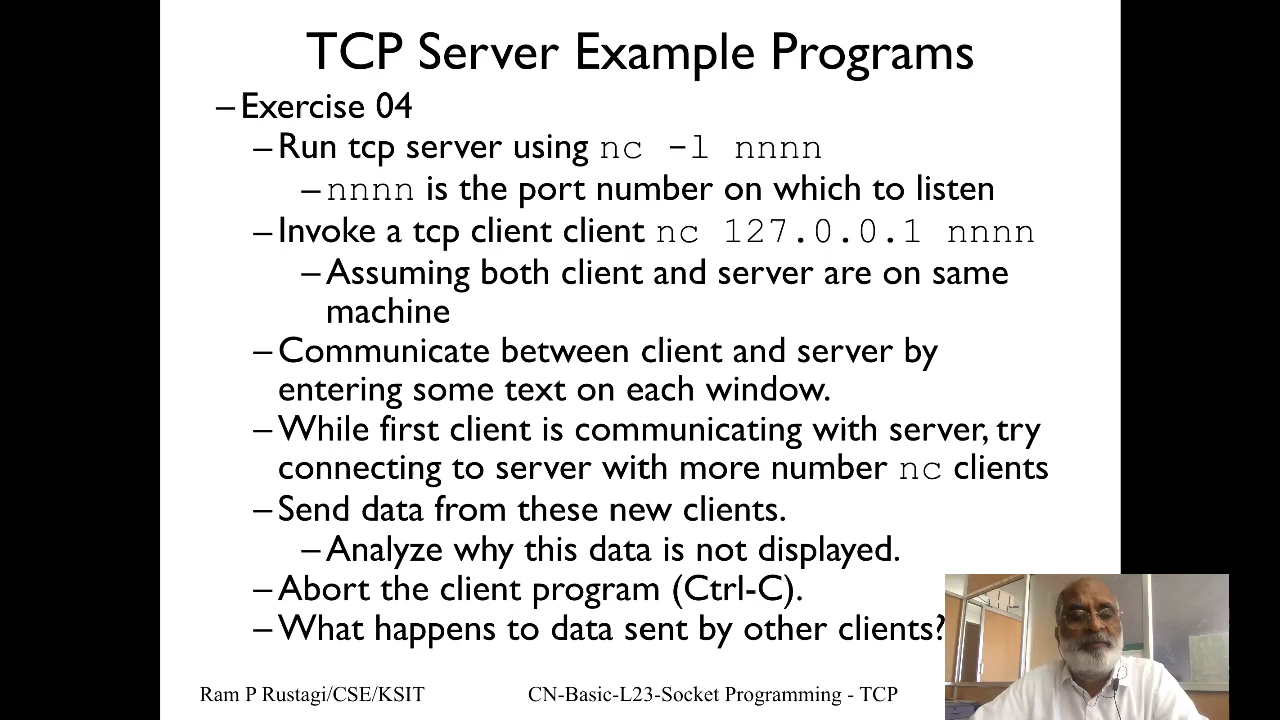 TCP Server Example Programs
–Exercise 04
–Run tcp server using nc -l nnnn
–nnnn is the port number on which to listen
–Invoke a tcp client client nc 127.0.0.1 nnnn
–Assuming both client and server are on same
machine
–Communicate between client and server by
entering some text on each window.
–While first client is communicating with server, try
connecting to server with more number nc clients
–Send data from these new clients.
–Analyze why this data is not displayed.
–Abort the client program (Ctrl-C).
–What happens to data sent by other clients?
Ram P Rustagi/CSE/KSIT
CN-Basic-L23-Socket Programming - TCP